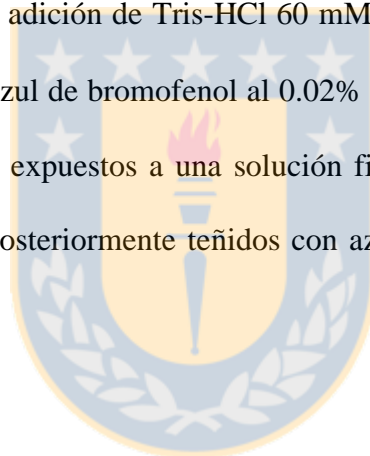 adición de Tris-HCl 60 mM
zul de bromofenol al 0.02%
expuestos a una solución fi
osteriormente teñidos con az